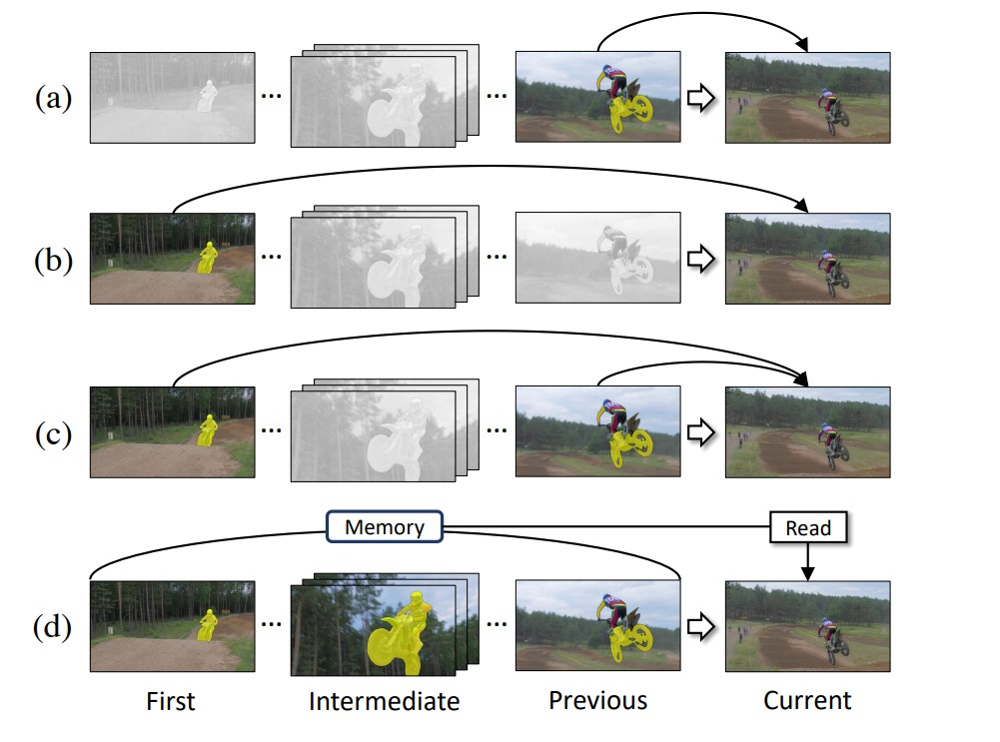 (a)
... ...
(b)
... ...
(c)
... ...
Memory
Read
(d)
... ...
First Intermediate Previous Current